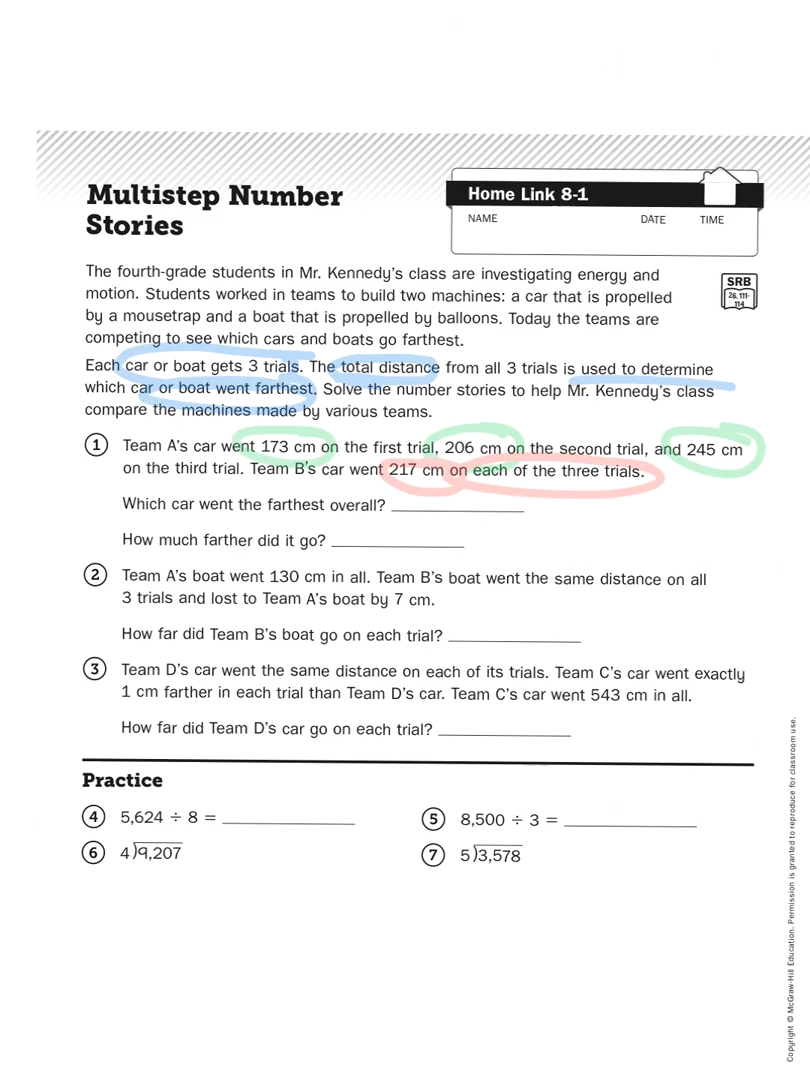 Multistep Number
Stories
Home Link 8-1
NAME DATE TIME
The fourth-grade students in Mr. Kennedy's class are investigating energy and
motion. Students worked in teams to build two machines: a car that is propelled
by a mousetrap and a boat that is propelled by balloons. Today the teams are
competing to see which cars and boats go farthest.
SRB
26, 111-
114
Each car or boat gets 3 trials. The total distance from all 3 trials is used to determine
which car or boat went farthest. Solve the number stories to help Mr. Kennedy's class
compare the machines made by various teams.
1 Team A's car went 173 cm on the first trial, 206 cm on the second trial, and 245 cm
on the third trial. Team B's car went 217 cm on each of the three trials.
Which car went the farthest overall?
How much farther did it go?
2 Team A's boat went 130 cm in all. Team B's boat went the same distance on all
3 trials and lost to Team A's boat by 7 cm.
How far did Team B's boat go on each trial?
3 Team D's car went the same distance on each of its trials. Team C's car went exactly
1 cm farther in each trial than Team D's car. Team C's car went 543 cm in all.
How far did Team D's car go on each trial?
Practice
4 5,624 ÷ 8 =
5 8,500 ÷ 3 =
6 4)9,207
7 5)3,578
Copyright © McGraw-Hill Education. Permission is granted to reproduce for classroom use.